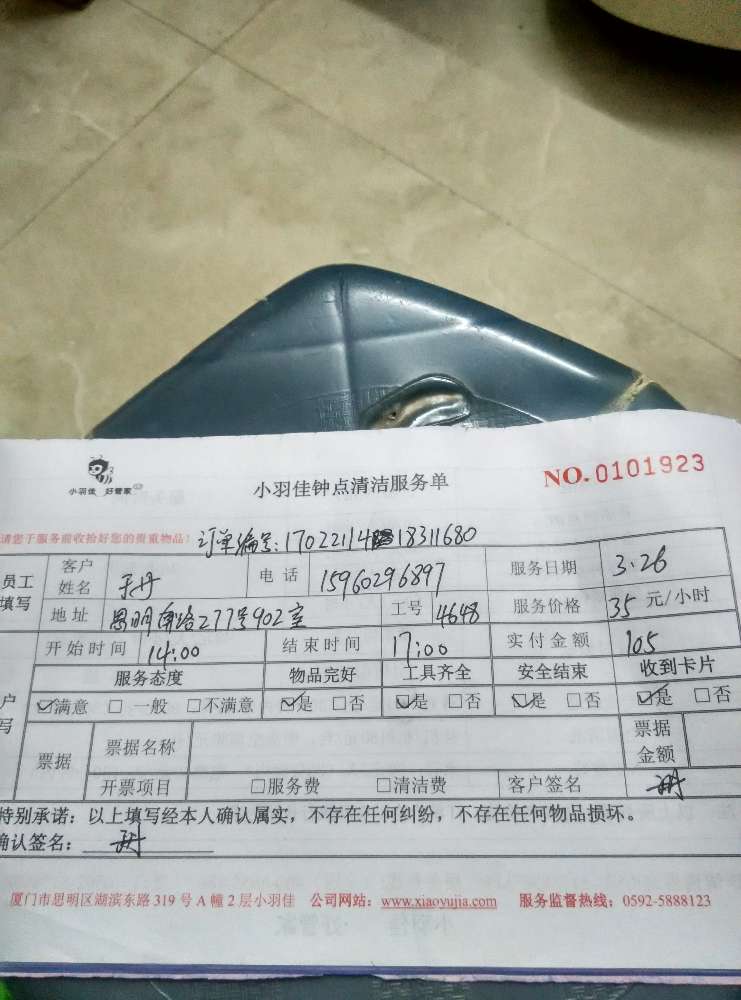 小羽佳 好管家
小羽佳钟点清洁服务单
NO.0101923
请您于服务前收拾好您的贵重物品!
订单编号:17022114 18311680
员工填写 客户姓名 于丹 电话 15960296897 服务日期 3.26
地址 思明南路277号902室 工号 4648 服务价格 35 元/小时
开始时间 14:00 结束时间 17:00 实付金额 105
户写 服务态度 物品完好 工具齐全 安全结束 收到卡片
☑满意 □一般 □不满意 ☑是 □否 ☑是 □否 ☑是 □否 ☑是 □否
票据 票据名称 票据金额
开票项目 □服务费 □清洁费 客户签名 于丹
特别承诺:以上填写经本人确认属实,不存在任何纠纷,不存在任何物品损坏。
确认签名: 于丹
厦门市思明区湖滨东路319号A幢2层小羽佳 公司网站:www.xiaoyujia.com 服务监督热线:0592-5888123